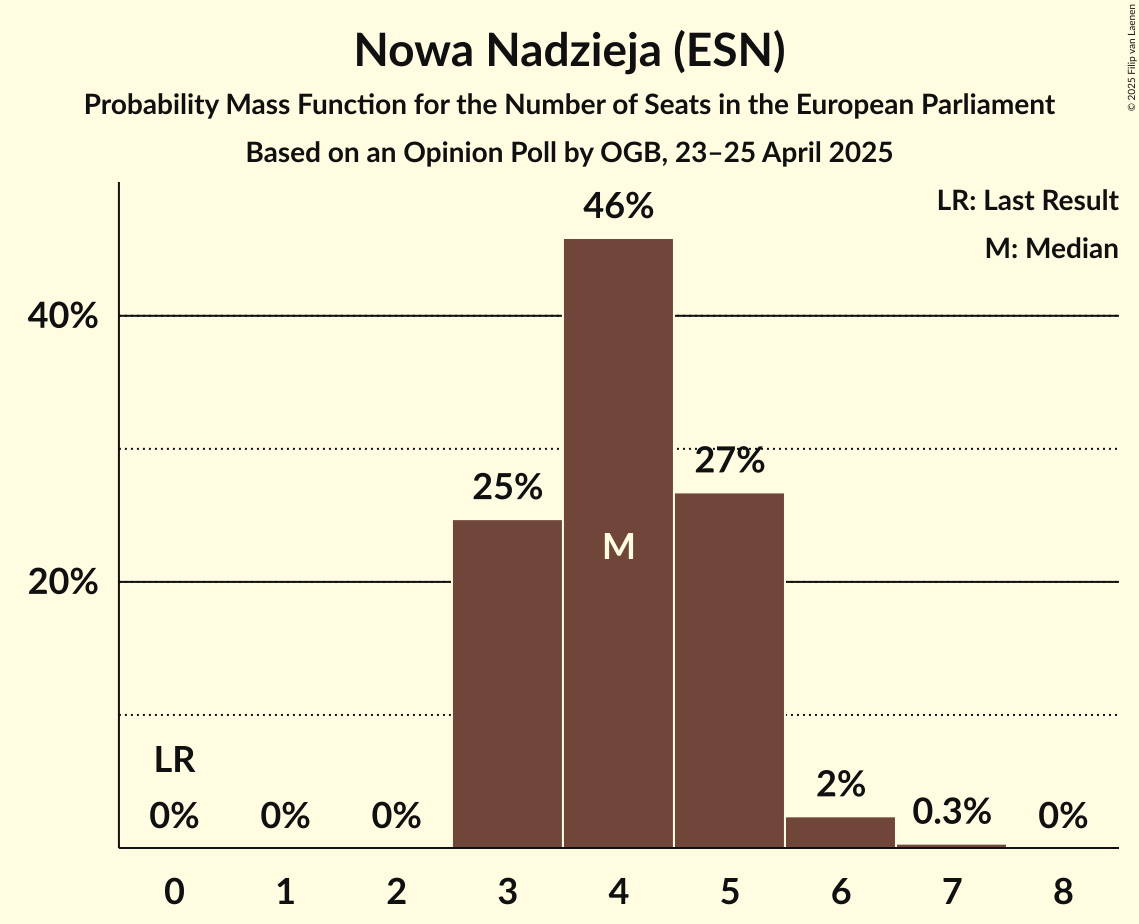 Nowa Nadzieja (ESN)
Probability Mass Function for the Number of Seats in the European Parliament
Based on an Opinion Poll by OGB, 23–25 April 2025
© 2025 Filip van Laenen
LR: Last Result
M: Median
46%
40%
27%
25%
M
20%
LR
0%
0%
0%
2%
0.3%
0%
0
1
2
3
4
5
6
7
8